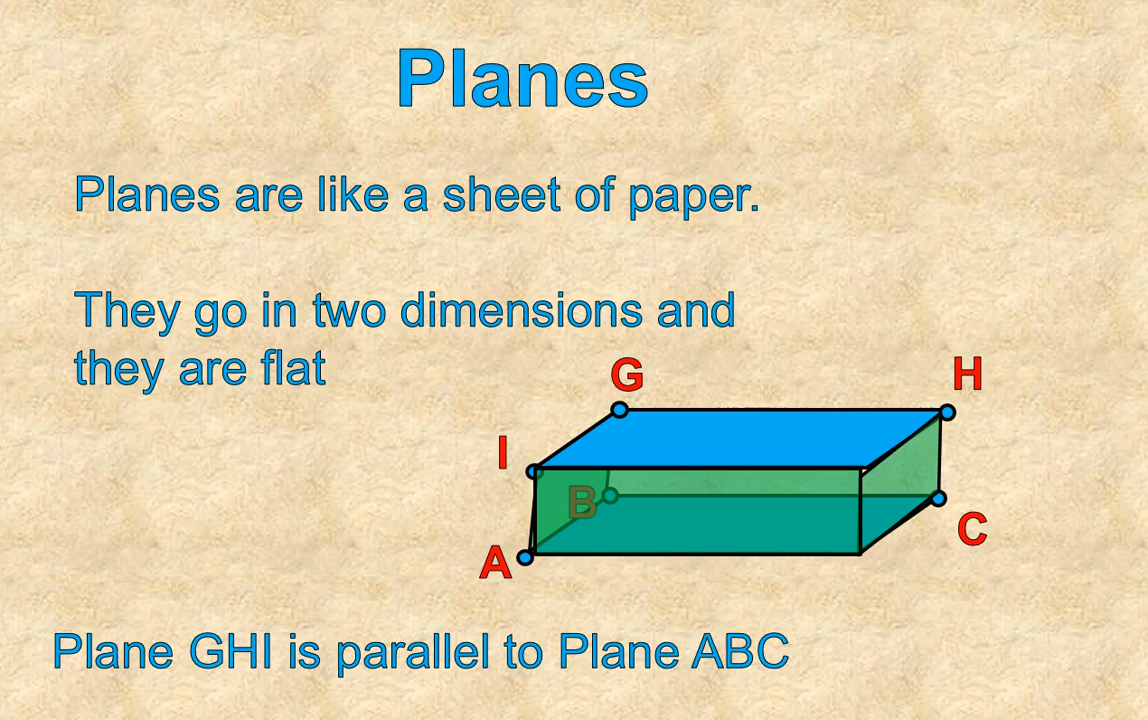 Planes
Planes are like a sheet of paper.
They go in two dimensions and
they are flat
G
H
I
B
C
A
Plane GHI is parallel to Plane ABC